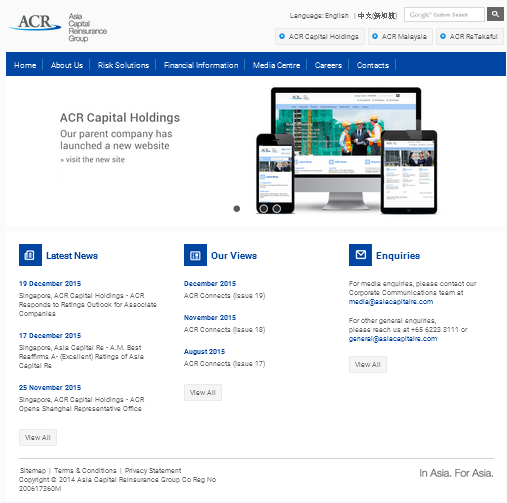 ACR
Asia
Capital
Reinsurance
Group
Language: English | 中文(新加坡)
Google™ Custom Search
ACR Capital Holdings
ACR Malaysia
ACR ReTakaful
Home
About Us
Risk Solutions
Financial Information
Media Centre
Careers
Contacts
ACR Capital Holdings
Our parent company has
launched a new website
» visit the new site
Latest News
19 December 2015
Singapore, ACR Capital Holdings - ACR
Responds to Ratings Outlook for Associate
Companies
17 December 2015
Singapore, Asia Capital Re - A.M. Best
Reaffirms A- (Excellent) Ratings of Asia
Capital Re
25 November 2015
Singapore, ACR Capital Holdings - ACR
Opens Shanghai Representative Office
View All
Our Views
December 2015
ACR Connects (Issue 19)
November 2015
ACR Connects (Issue 18)
August 2015
ACR Connects (Issue 17)
View All
Enquiries
For media enquiries, please contact our
Corporate Communications team at
media@asiacapitalre.com
For other general enquiries,
please reach us at +65 6223 3111 or
general@asiacapitalre.com
View All
Sitemap | Terms & Conditions | Privacy Statement
Copyright © 2014 Asia Capital Reinsurance Group Co Reg No
200617360M
In Asia. For Asia.